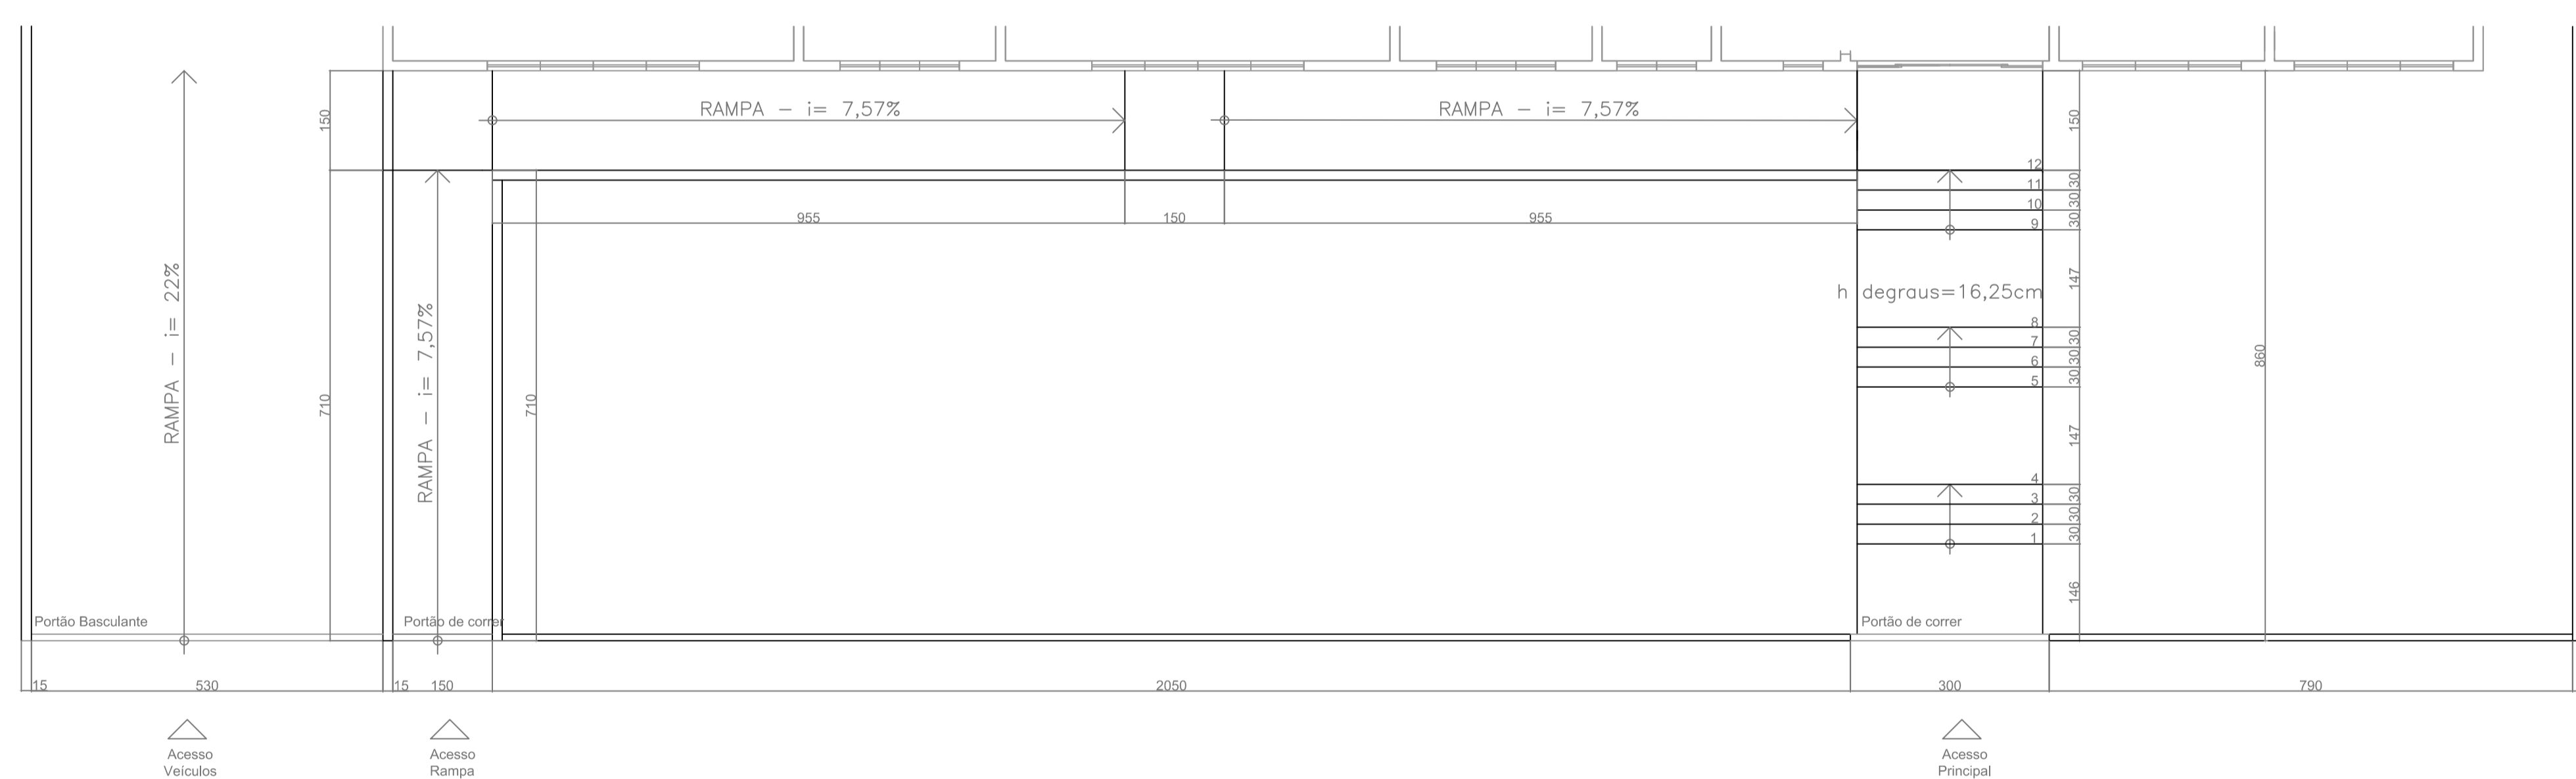 RAMPA - i= 7,57%
RAMPA - i= 7,57%
150
150
12
11
10
9
30
30
30
955
150
955
RAMPA - i= 22%
RAMPA - i= 7,57%
147
h degraus=16,25cm
8
7
6
5
30
30
30
860
710
710
147
4
3
2
1
30
30
30
146
Portão Basculante
Portão de correr
Portão de correr
15
530
15
150
2050
300
790
Acesso
Veículos
Acesso
Rampa
Acesso
Principal